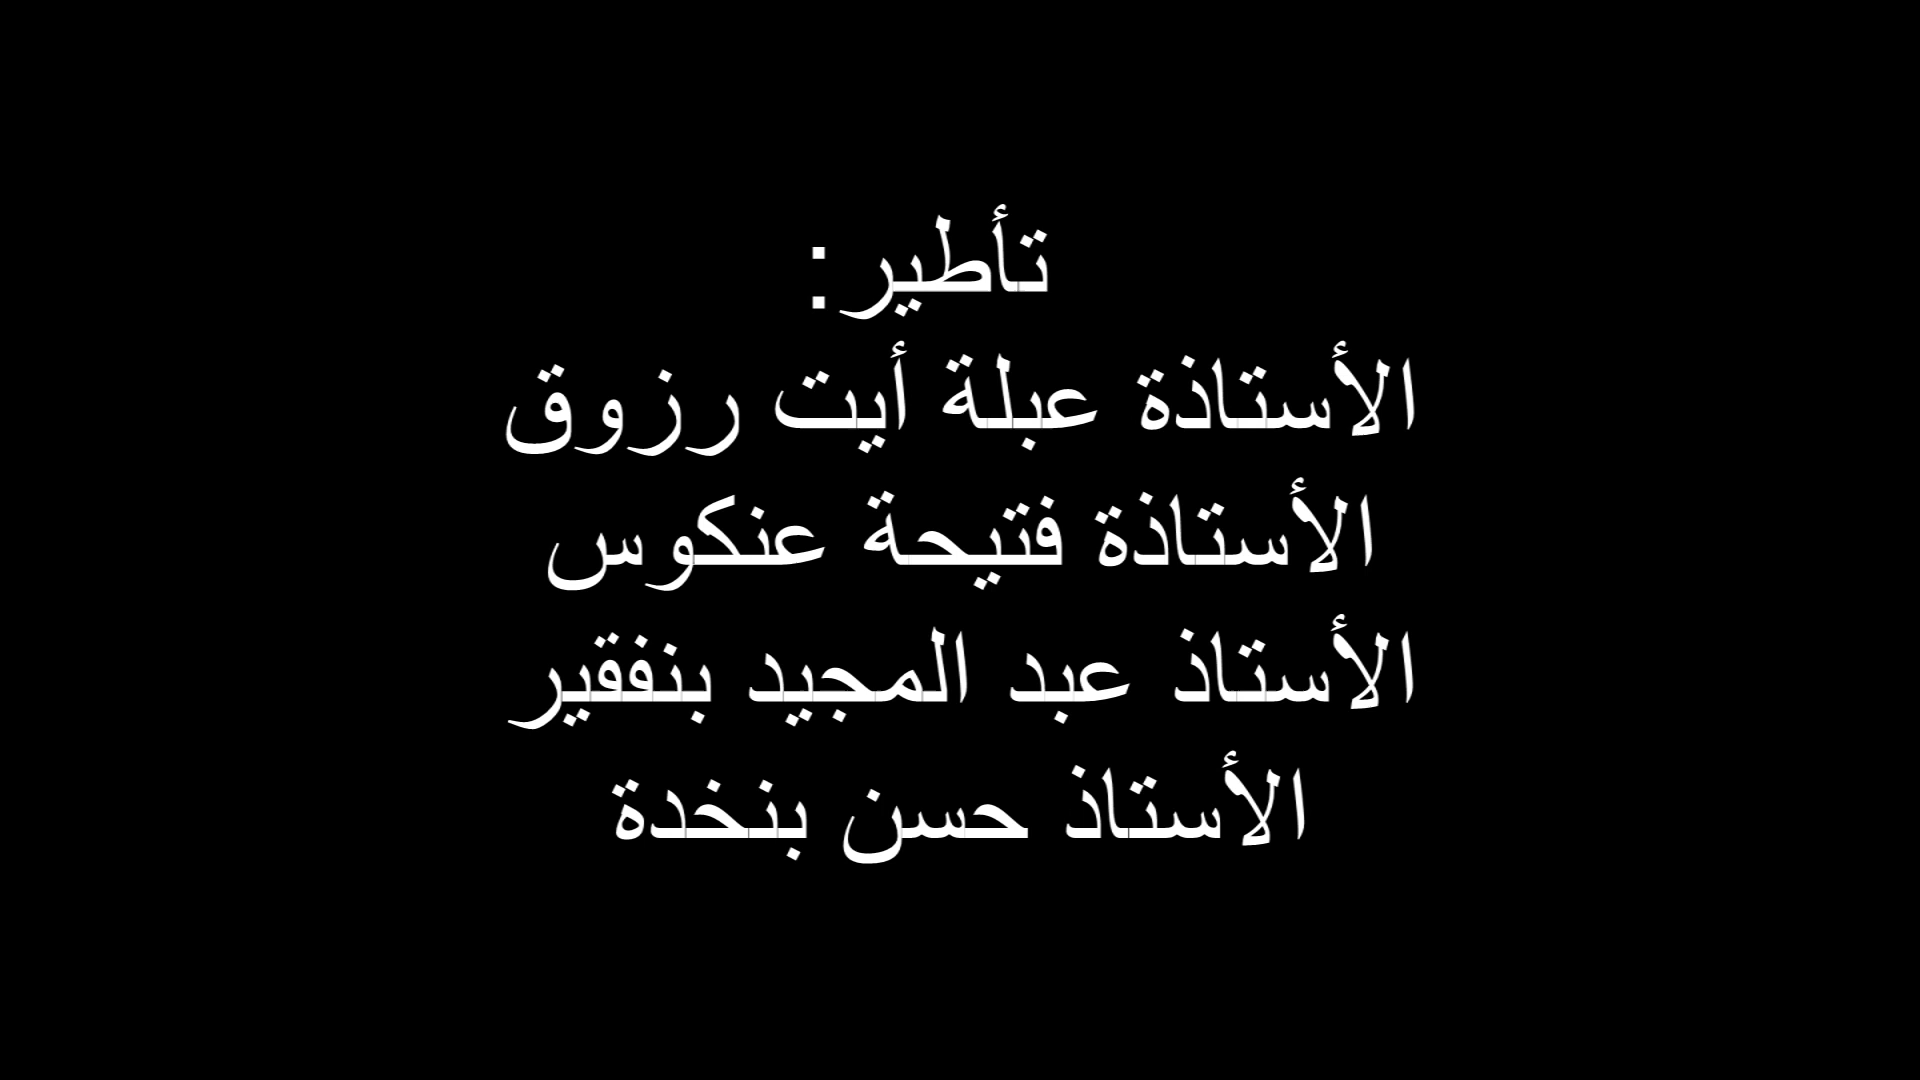 تأطير:
الأستاذة عبلة أيت رزوق
الأستاذة فتيحة عنكوس
الأستاذ عبد المجيد بنفقير
الأستاذ حسن بنخدة